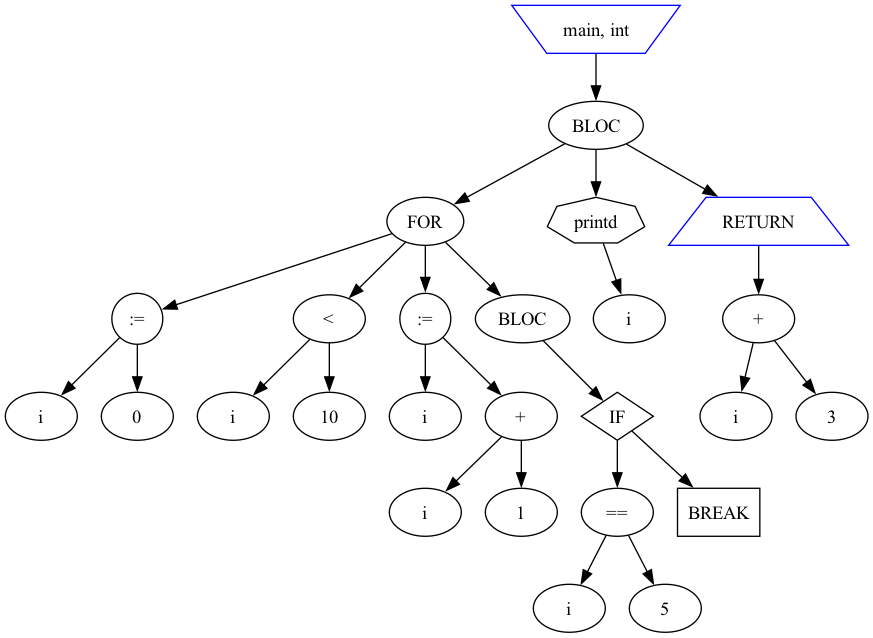 main, int
BLOC
FOR
printd
RETURN
:=
<
:=
BLOC
i
+
i
0
i
10
i
+
IF
i
3
i
1
==
BREAK
i
5